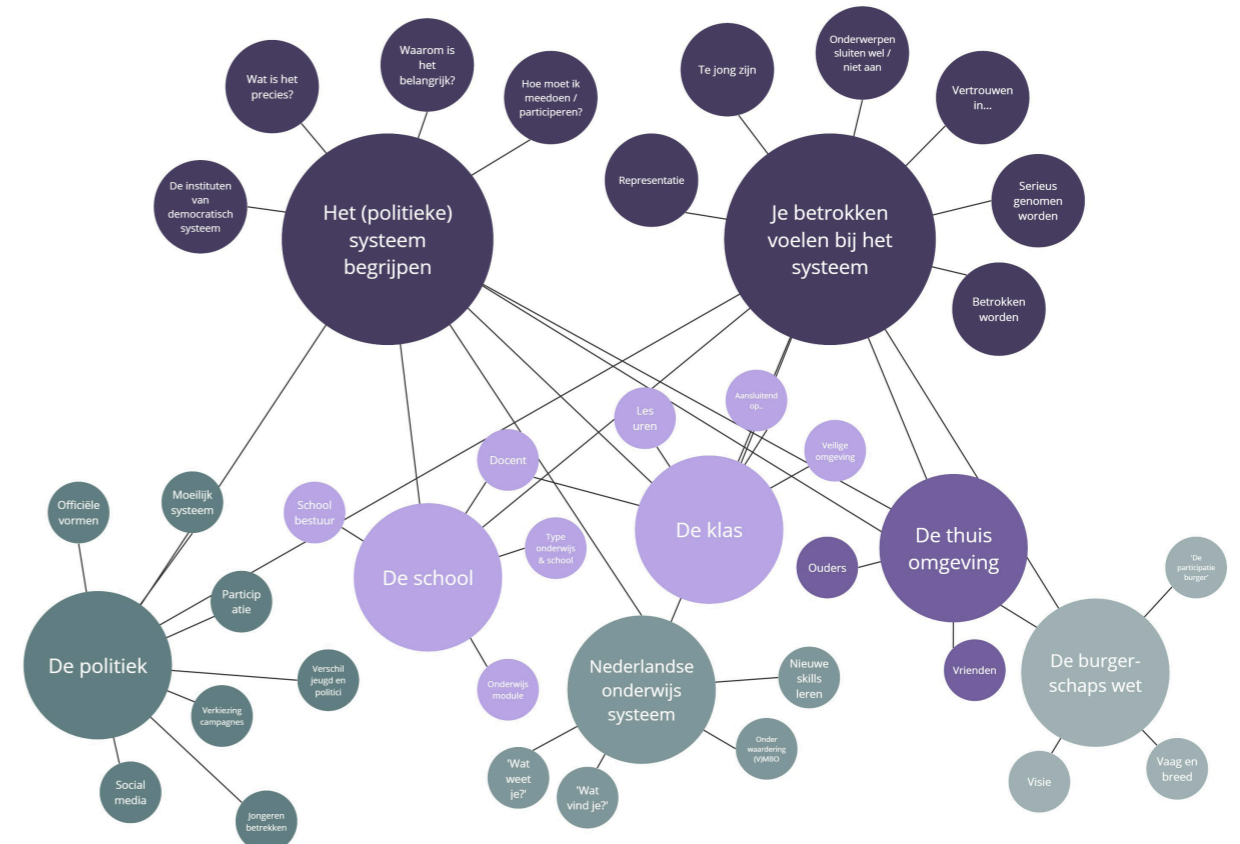 Wat is het
precies?
Waarom is
het
belangrijk?
Hoe moet ik
meedoen /
participeren?
De instituten
van
democratisch
systeem
Het (politieke)
systeem
begrijpen
Te jong zijn
Onderwerpen
sluiten wel /
niet aan
Vertrouwen
in...
Representatie
Serieus
genomen
worden
Betrokken
worden
Je betrokken
voelen bij het
systeem
Les
uren
Aansluitend
op..
Veilige
omgeving
Docent
De klas
School
bestuur
Type
onderwijs
& school
De school
Onderwijs
module
Officiële
vormen
Moeilijk
systeem
Particip
atie
De politiek
Verschil
jeugd en
politici
Verkiezing
campagnes
Social
media
Jongeren
betrekken
Nederlandse
onderwijs
systeem
Nieuwe
skills
leren
Onder
waardering
(V)MBO
'Wat
weet
je?'
'Wat
vind je?'
De thuis
omgeving
Ouders
Vrienden
'De
participatie
burger'
De burger-
schaps wet
Visie
Vaag en
breed